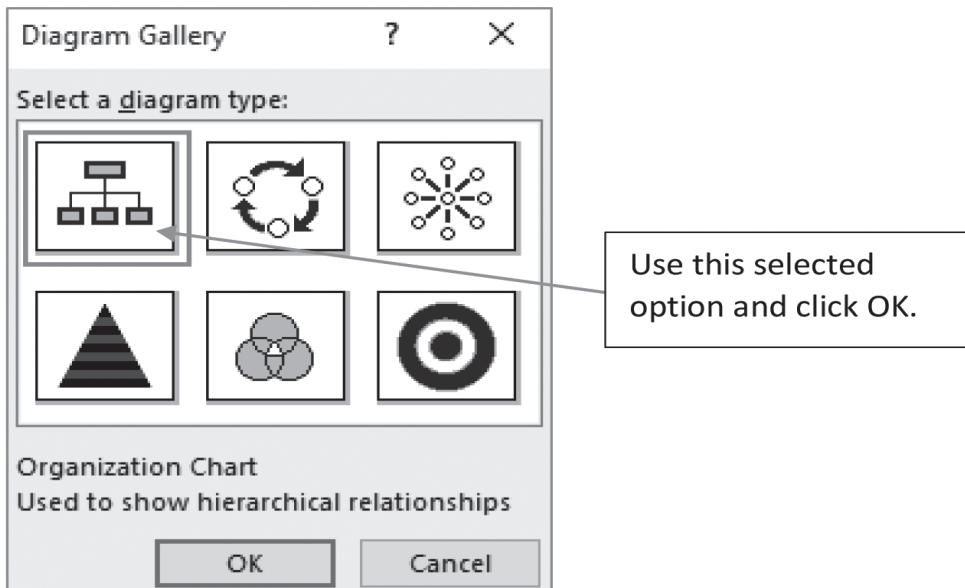 Diagram Gallery ? ×
Select a diagram type:
Use this selected
option and click OK.
Organization Chart
Used to show hierarchical relationships
OK Cancel